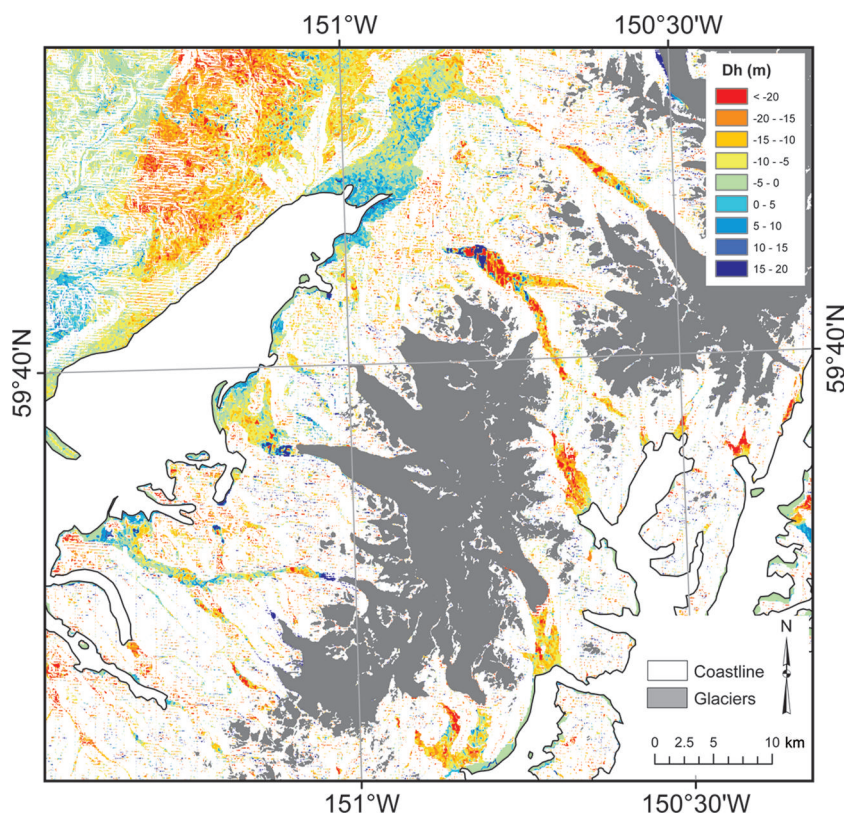 151°W
150°30'W
Dh (m)
< -20
-20 - -15
-15 - -10
-10 - -5
-5 - 0
0 - 5
5 - 10
10 - 15
15 - 20
59°40'N
59°40'N
N
Coastline
Glaciers
0 2.5 5 10 km
151°W
150°30'W